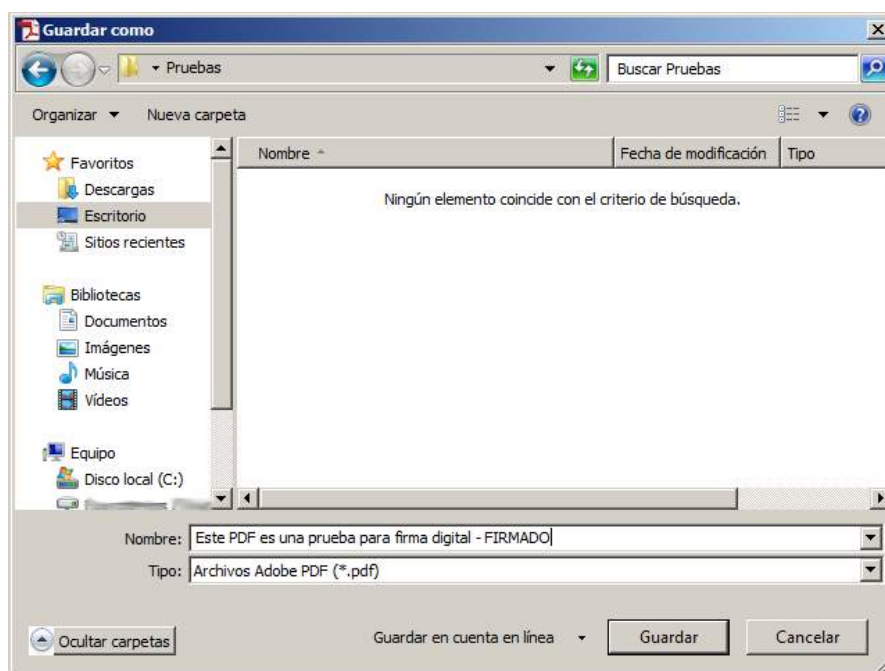 Guardar como
Pruebas
Buscar Pruebas
Organizar
Nueva carpeta
Nombre
Fecha de modificación
Tipo
Ningún elemento coincide con el criterio de búsqueda.
Favoritos
Descargas
Escritorio
Sitios recientes
Bibliotecas
Documentos
Imágenes
Música
Vídeos
Equipo
Disco local (C:)
Nombre: Este PDF es una prueba para firma digital - FIRMADO
Tipo: Archivos Adobe PDF (*.pdf)
Ocultar carpetas
Guardar en cuenta en línea
Guardar
Cancelar